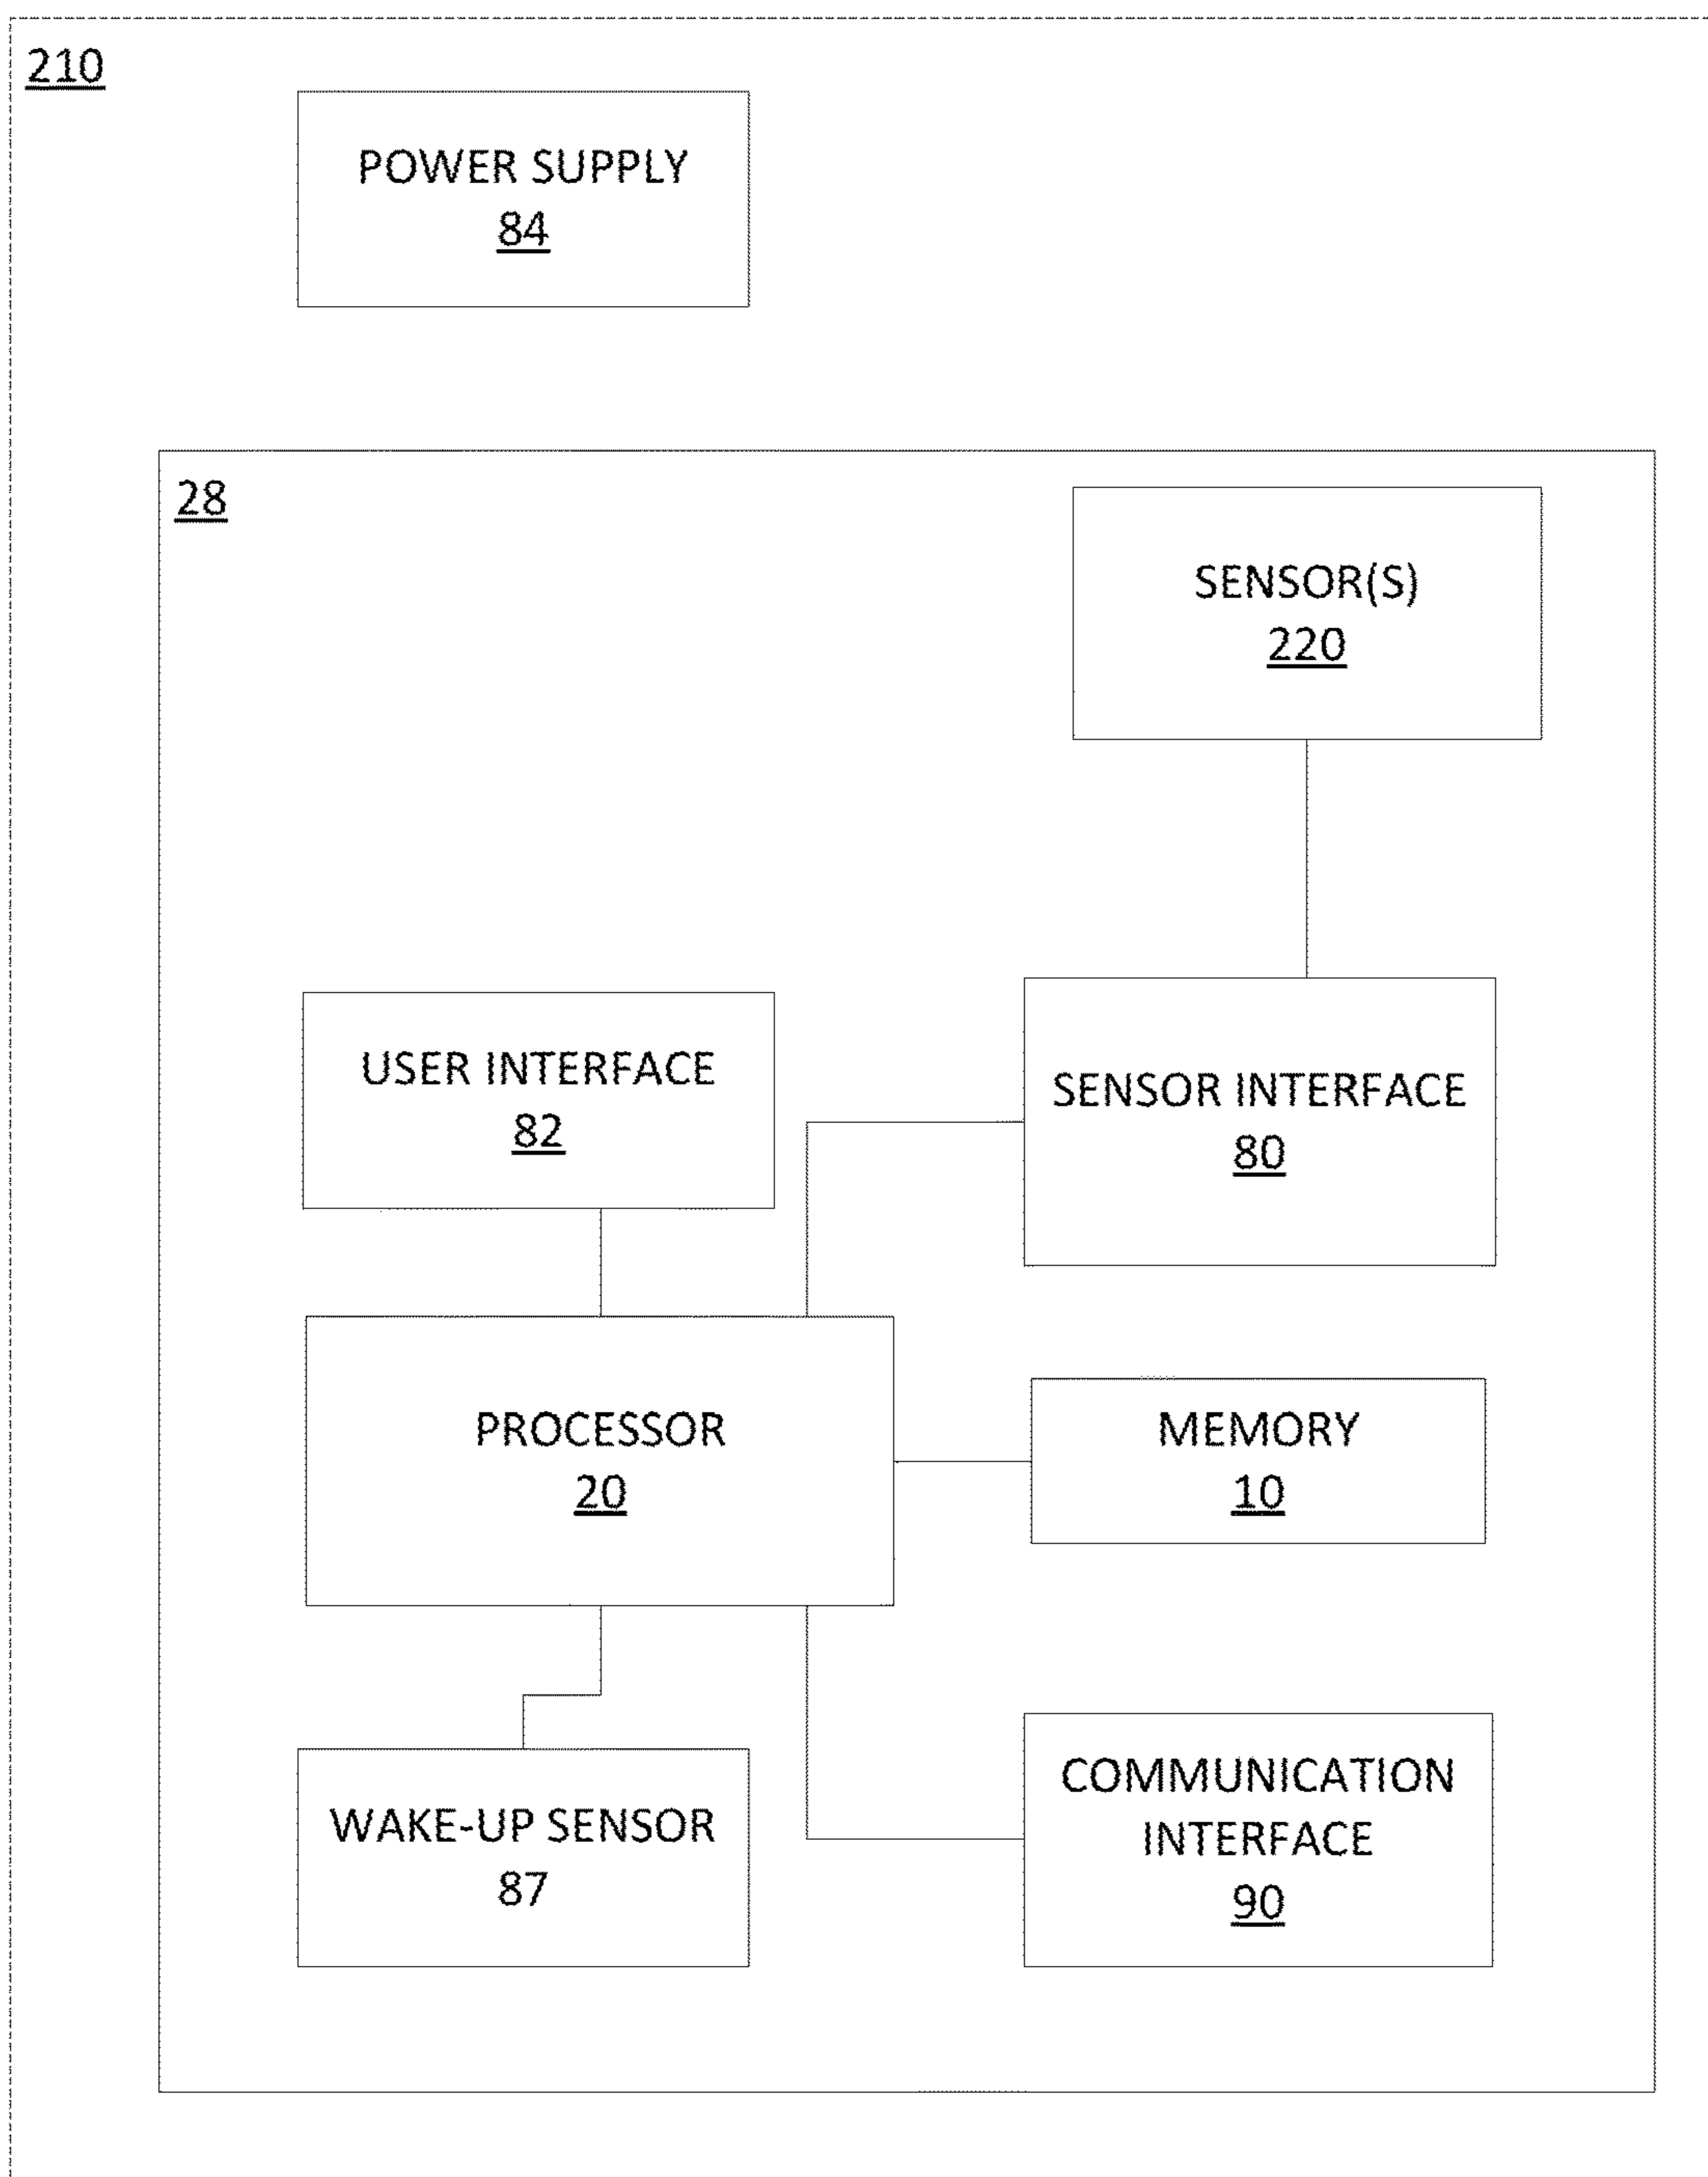 210
POWER SUPPLY
84
28
SENSOR(S)
220
USER INTERFACE
82
SENSOR INTERFACE
80
PROCESSOR
20
MEMORY
10
WAKE-UP SENSOR
87
COMMUNICATION
INTERFACE
90